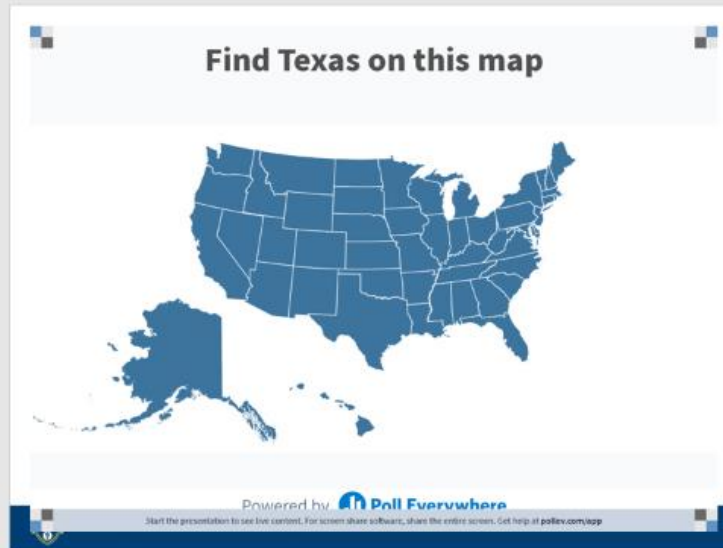 Find Texas on this map
Powered by Poll Everywhere
Start the presentation to see live content. For screen share software, share the entire screen. Get help at pollev.com/app